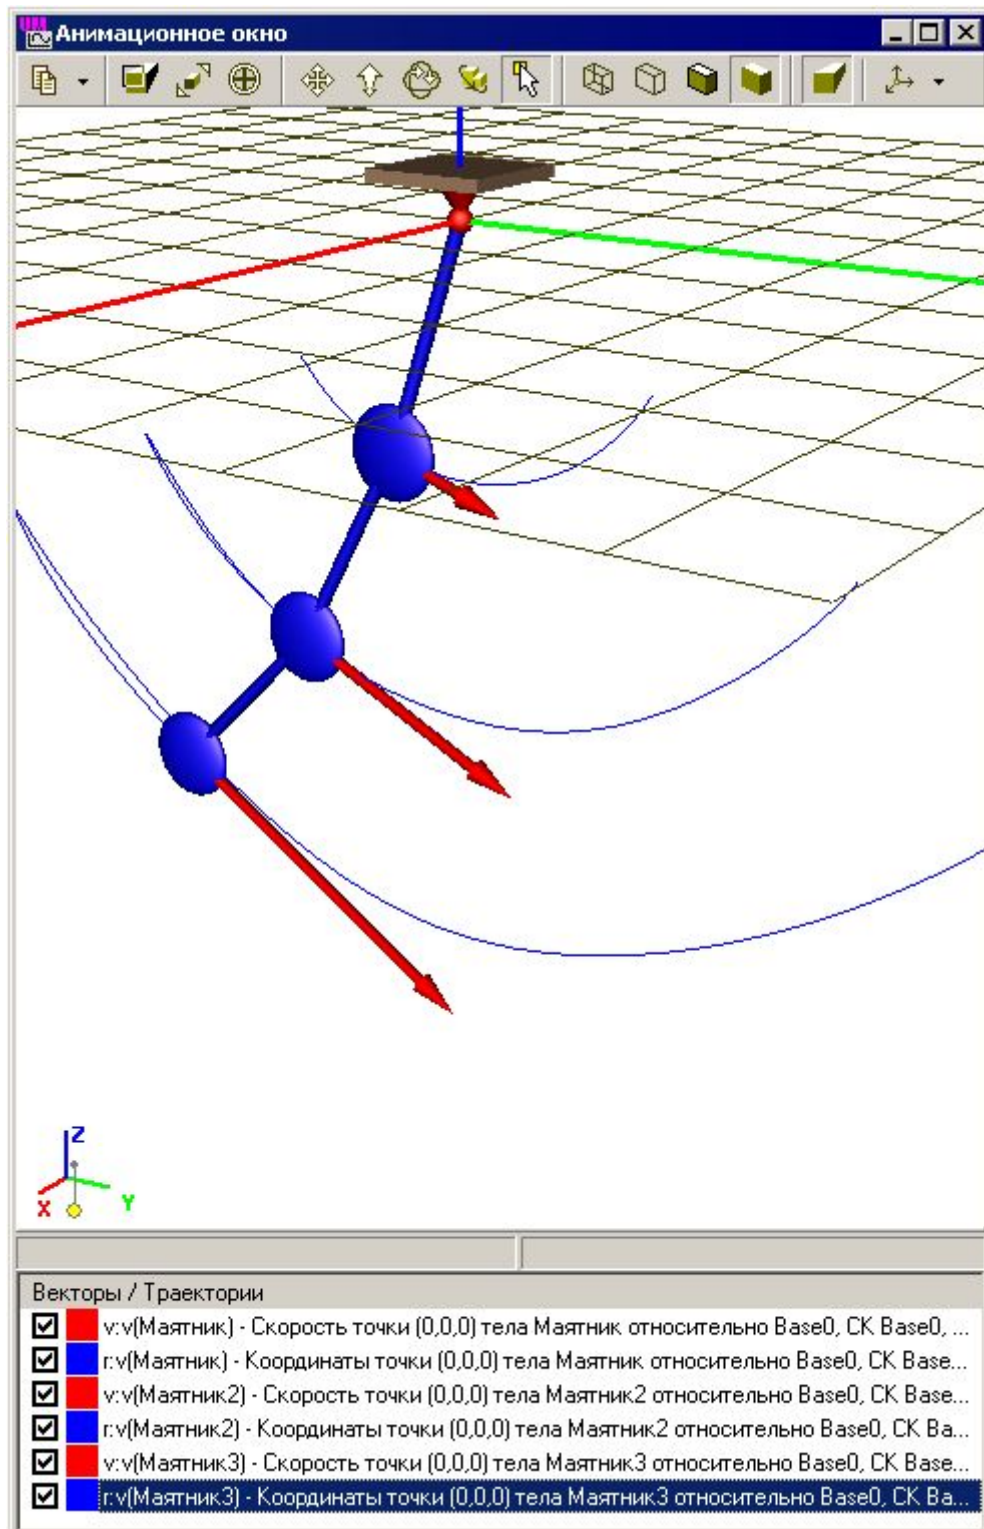 Анимационное окно
Z
X
Y
Векторы / Траектории
v:v(Маятник) - Скорость точки (0,0,0) тела Маятник относительно Base0, СК Base0, ...
r:v(Маятник) - Координаты точки (0,0,0) тела Маятник относительно Base0, СК Base...
v:v(Маятник2) - Скорость точки (0,0,0) тела Маятник2 относительно Base0, СК Base...
r:v(Маятник2) - Координаты точки (0,0,0) тела Маятник2 относительно Base0, СК Ba...
v:v(Маятник3) - Скорость точки (0,0,0) тела Маятник3 относительно Base0, СК Base...
r:v(Маятник3) - Координаты точки (0,0,0) тела Маятник3 относительно Base0, СК Ba...